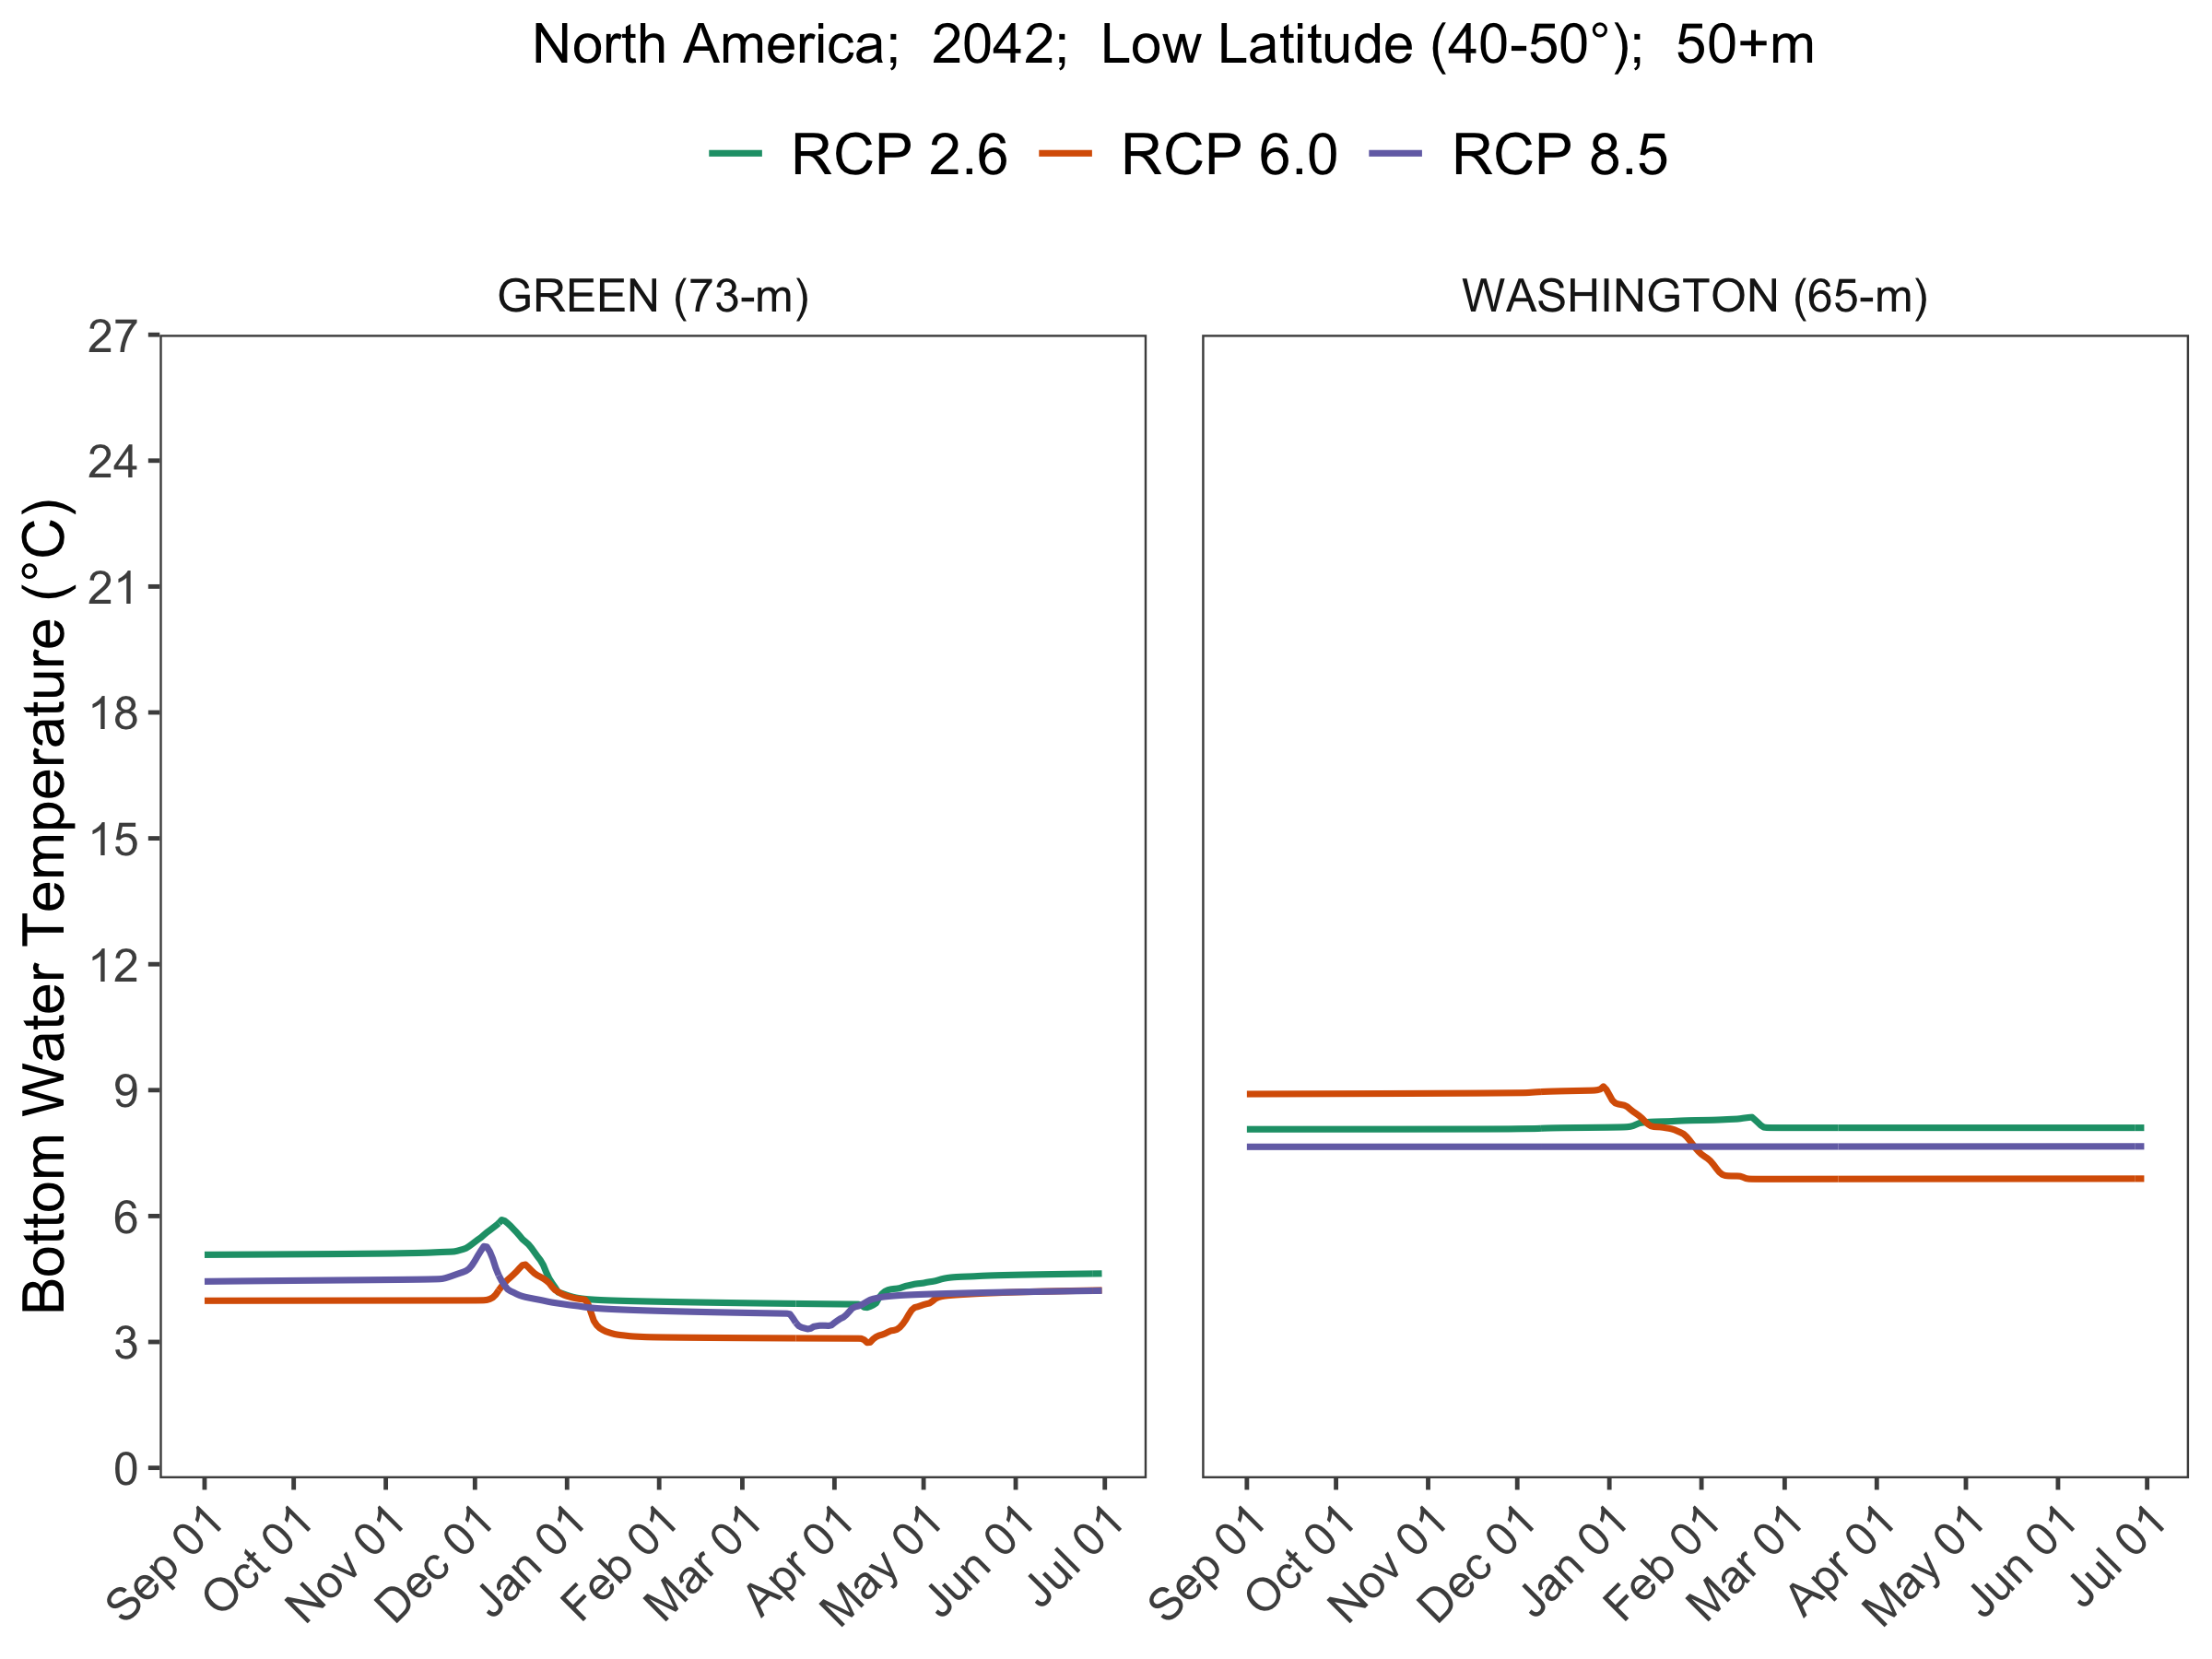 North America;  2042;  Low Latitude (40-50°);  50+m
RCP 2.6 RCP 6.0 RCP 8.5
GREEN (73-m) WASHINGTON (65-m)
Bottom Water Temperature (°C)
27
24
21
18
15
12
9
6
3
0
Sep 01 Oct 01 Nov 01 Dec 01 Jan 01 Feb 01 Mar 01 Apr 01 May 01 Jun 01 Jul 01 Sep 01 Oct 01 Nov 01 Dec 01 Jan 01 Feb 01 Mar 01 Apr 01 May 01 Jun 01 Jul 01